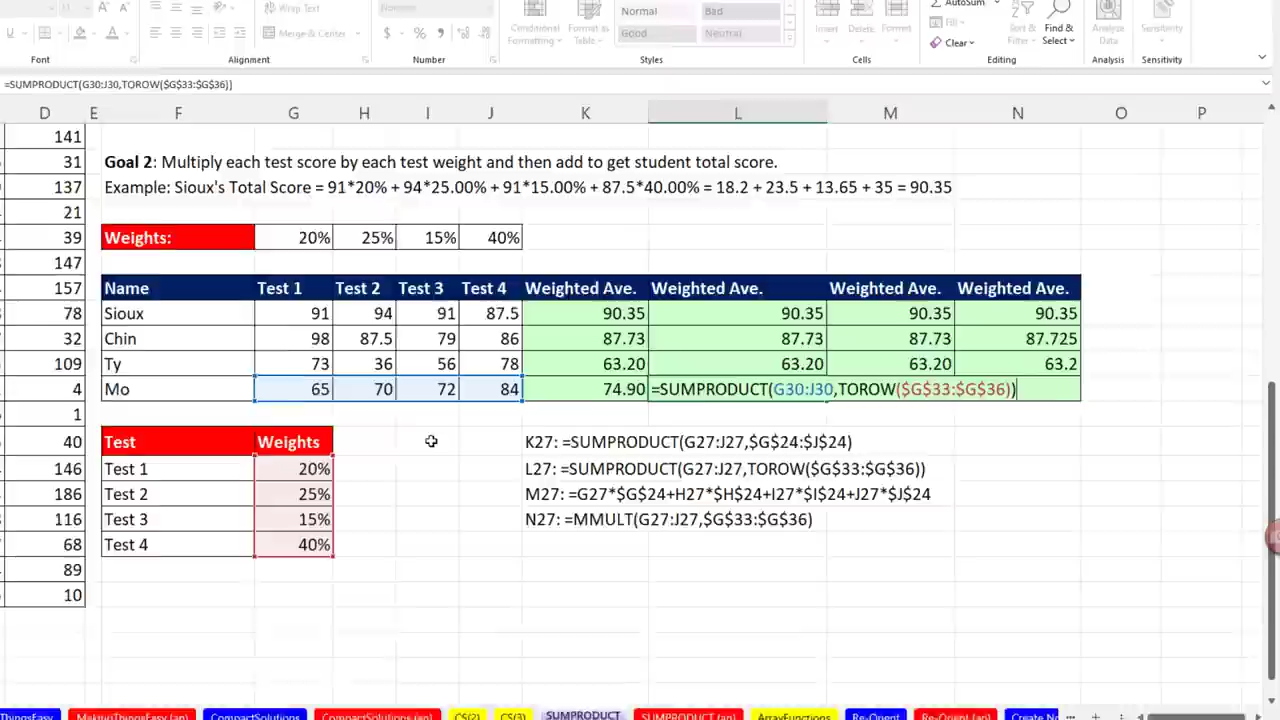 Wrap Text
Normal
Bad
AutoSum
Merge & Center
$ % 9
Conditional Formatting
Format as Table
Good
Neutral
Insert
Delete
Format
Fill
Clear
Sort & Filter
Find & Select
Analyze Data
Sensitivity
Font
Alignment
Number
Styles
Cells
Editing
Analysis
Sensitivity
=SUMPRODUCT(G30:J30,TOROW($G$33:$G$36))
D E F G H I J K L M N O P
141
31 Goal 2: Multiply each test score by each test weight and then add to get student total score.
137 Example: Sioux's Total Score = 91*20% + 94*25.00% + 91*15.00% + 87.5*40.00% = 18.2 + 23.5 + 13.65 + 35 = 90.35
21
39 Weights: 20% 25% 15% 40%
147
157 Name Test 1 Test 2 Test 3 Test 4 Weighted Ave. Weighted Ave. Weighted Ave. Weighted Ave.
78 Sioux 91 94 91 87.5 90.35 90.35 90.35 90.35
32 Chin 98 87.5 79 86 87.73 87.73 87.73 87.725
109 Ty 73 36 56 78 63.20 63.20 63.20 63.2
4 Mo 65 70 72 84 74.90 =SUMPRODUCT(G30:J30,TOROW($G$33:$G$36))
1
40 Test Weights K27: =SUMPRODUCT(G27:J27,$G$24:$J$24)
146 Test 1 20% L27: =SUMPRODUCT(G27:J27,TOROW($G$33:$G$36))
186 Test 2 25% M27: =G27*$G$24+H27*$H$24+I27*$I$24+J27*$J$24
116 Test 3 15% N27: =MMULT(G27:J27,$G$33:$G$36)
68 Test 4 40%
89
10
ThingsEasy MakingThingsEasy (an) CompactSolutions CompactSolutions (an) CS(2) CS(3) SUMPRODUCT SUMPRODUCT (an) ArrayFunctions Re-Orient Re-Orient (an) Create Nu